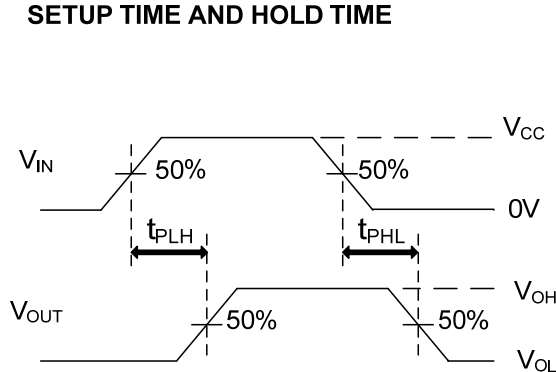 SETUP TIME AND HOLD TIME
VCC
VIN
50%
50%
0V
tPLH
tPHL
VOH
VOUT
50%
50%
VOL